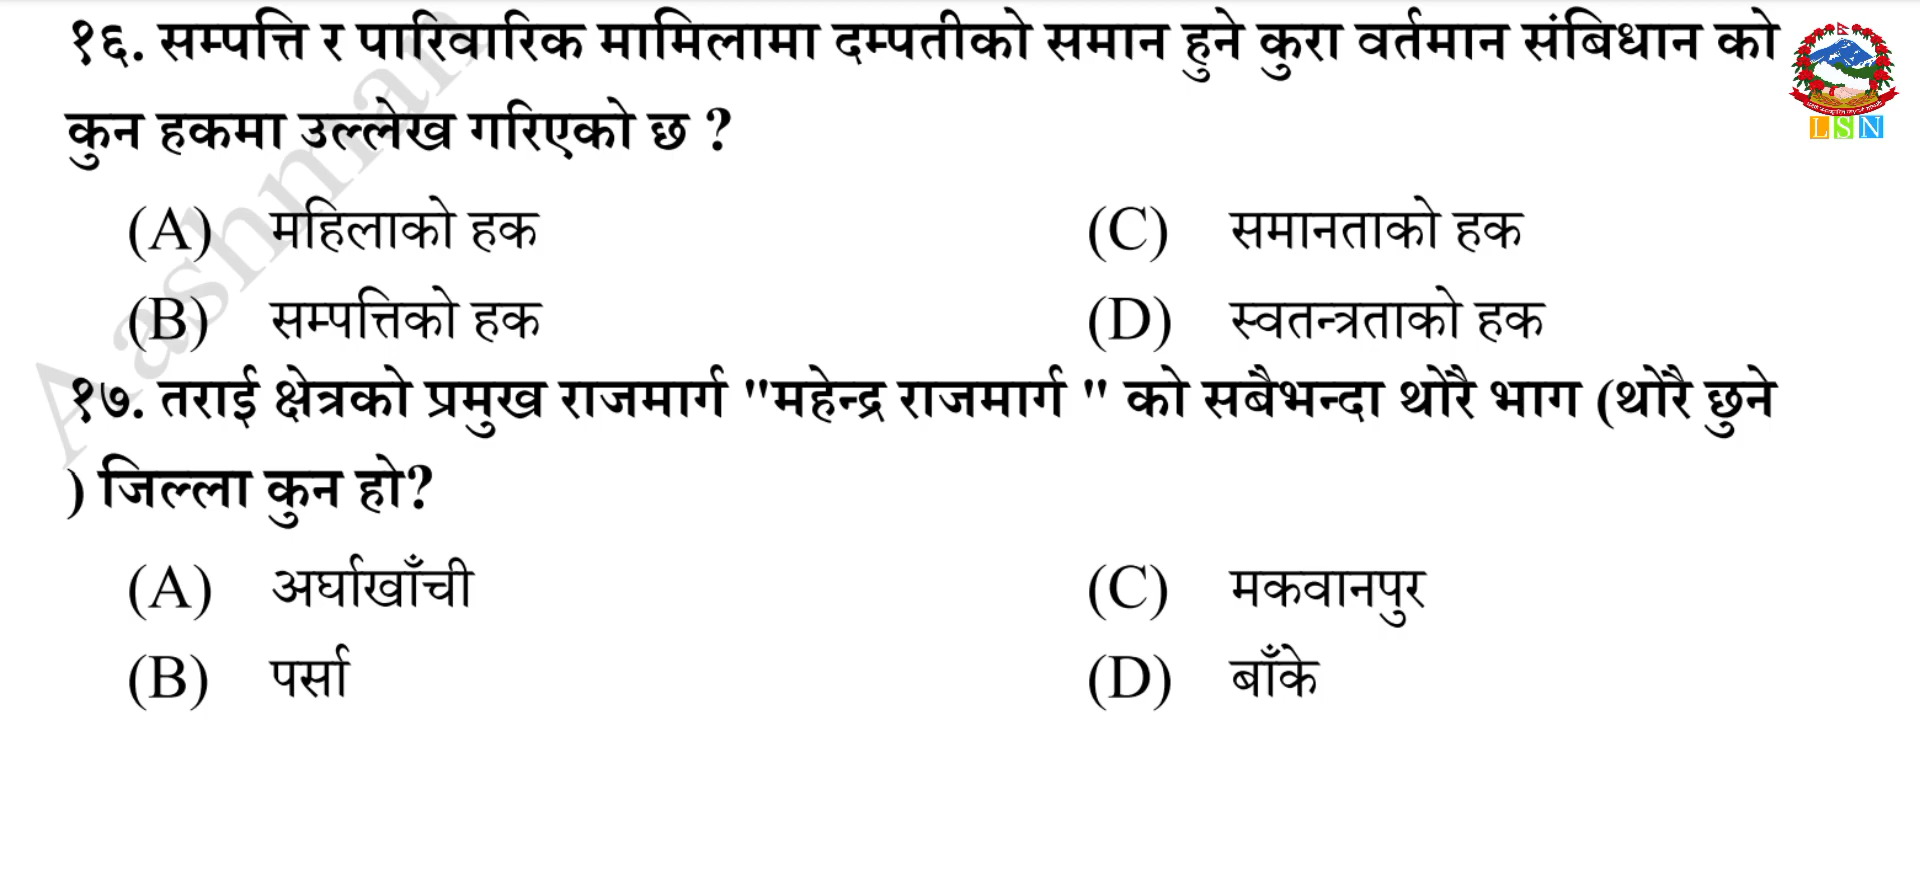 १६. सम्पत्ति र पारिवारिक मामिलामा दम्पतीको समान हुने कुरा वर्तमान संबिधान को
कुन हकमा उल्लेख गरिएको छ ?
(A) महिलाको हक
(C) समानताको हक
(B) सम्पत्तिको हक
(D) स्वतन्त्रताको हक
१७. तराई क्षेत्रको प्रमुख राजमार्ग "महेन्द्र राजमार्ग " को सबैभन्दा थोरै भाग (थोरै छुने
) जिल्ला कुन हो?
(A) अर्घाखाँची
(C) मकवानपुर
(B) पर्सा
(D) बाँके
LSN